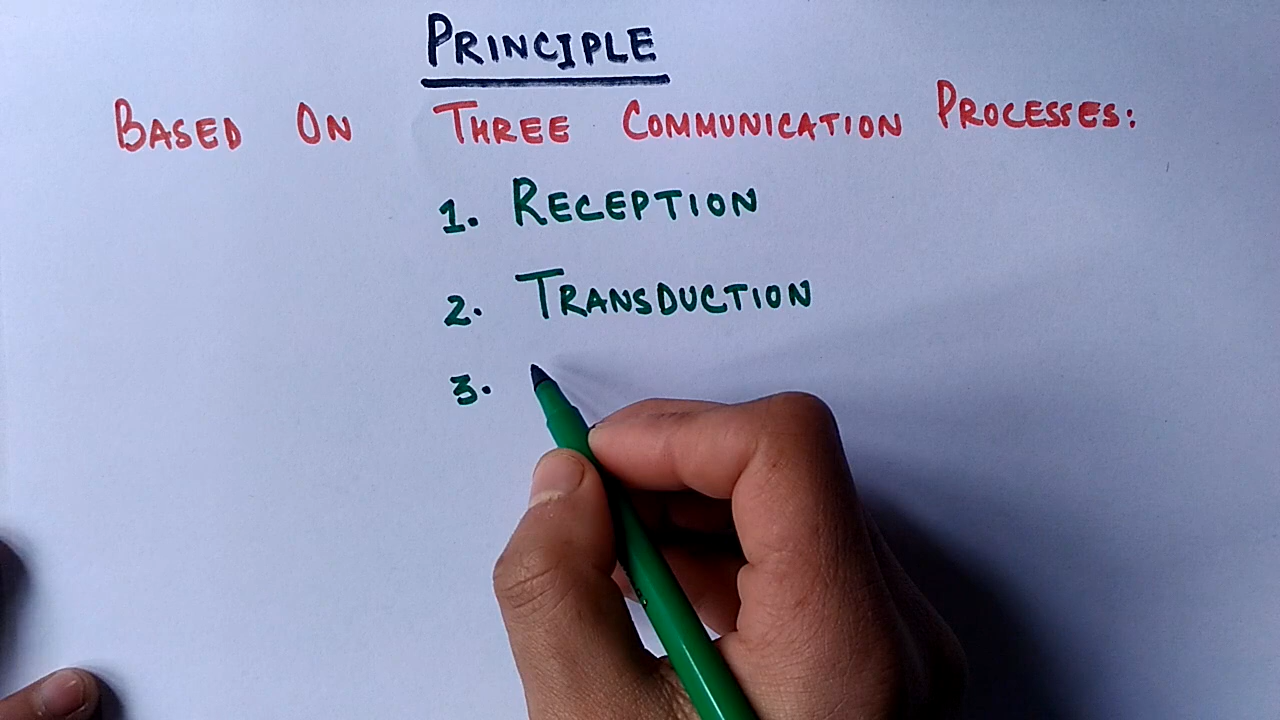 PRINCIPLE
BASED ON THREE COMMUNICATION PROCESSES:
1. RECEPTION
2. TRANSDUCTION
3.